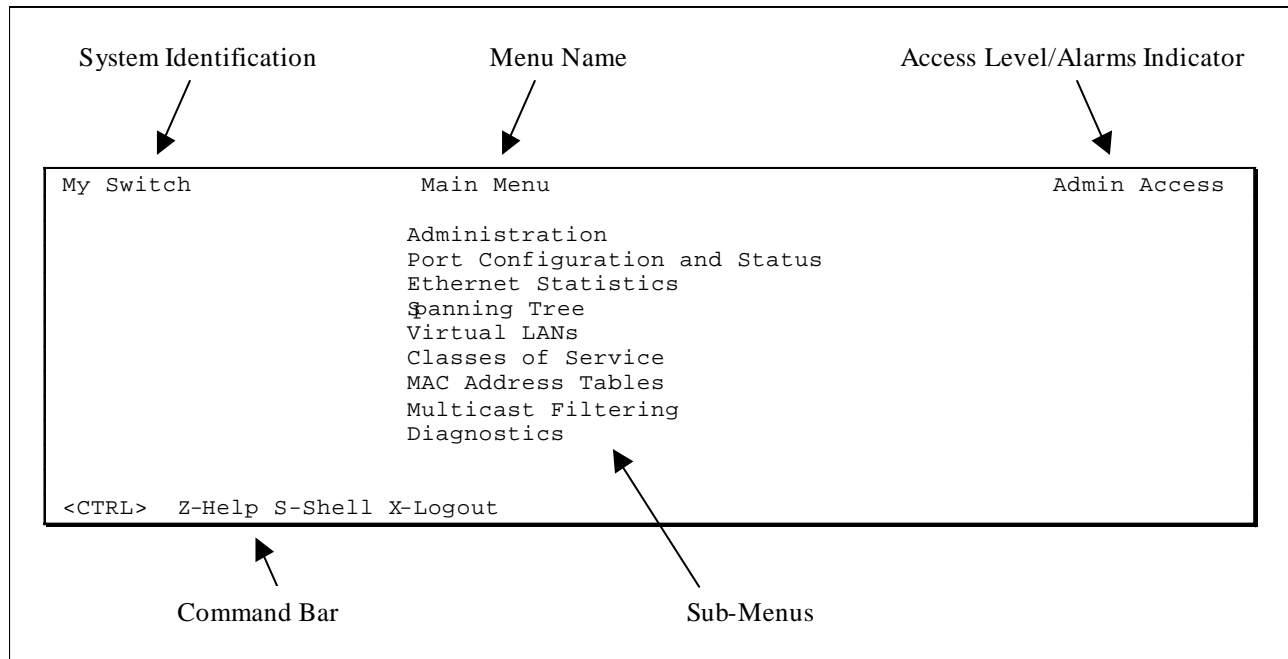 System Identification Menu Name Access Level/Alarms Indicator
My Switch Main Menu Admin Access
Administration
Port Configuration and Status
Ethernet Statistics
Spanning Tree
Virtual LANs
Classes of Service
MAC Address Tables
Multicast Filtering
Diagnostics
<CTRL> Z-Help S-Shell X-Logout
Command Bar Sub-Menus